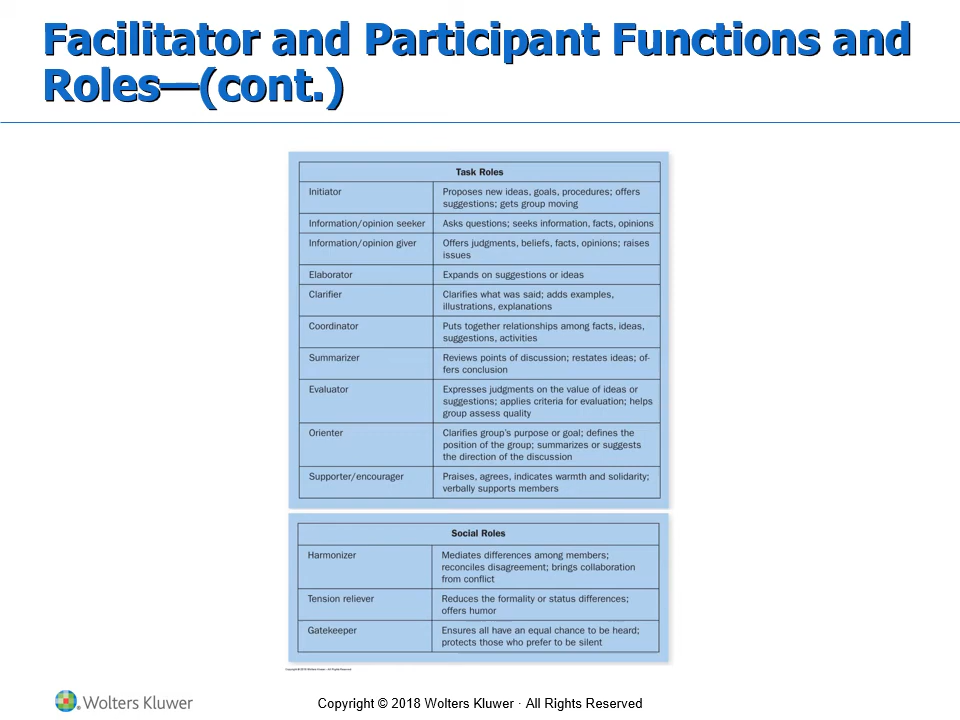 Facilitator and Participant Functions and
Roles—(cont.)
Task Roles
Initiator
Proposes new ideas, goals, procedures; offers
suggestions; gets group moving
Information/opinion seeker
Asks questions; seeks information, facts, opinions
Information/opinion giver
Offers judgments, beliefs, facts, opinions; raises
issues
Elaborator
Expands on suggestions or ideas
Clarifier
Clarifies what was said; adds examples,
illustrations, explanations
Coordinator
Puts together relationships among facts, ideas,
suggestions, activities
Summarizer
Reviews points of discussion; restates ideas; of-
fers conclusion
Evaluator
Expresses judgments on the value of ideas or
suggestions; applies criteria for evaluation; helps
group assess quality
Orienter
Clarifies group's purpose or goal; defines the
position of the group; summarizes or suggests
the direction of the discussion
Supporter/encourager
Praises, agrees, indicates warmth and solidarity;
verbally supports members
Social Roles
Harmonizer
Mediates differences among members;
reconciles disagreement; brings collaboration
from conflict
Tension reliever
Reduces the formality or status differences;
offers humor
Gatekeeper
Ensures all have an equal chance to be heard;
protects those who prefer to be silent
Copyright © 2018 Wolters Kluwer · All Rights Reserved
Wolters Kluwer
Copyright © 2018 Wolters Kluwer · All Rights Reserved